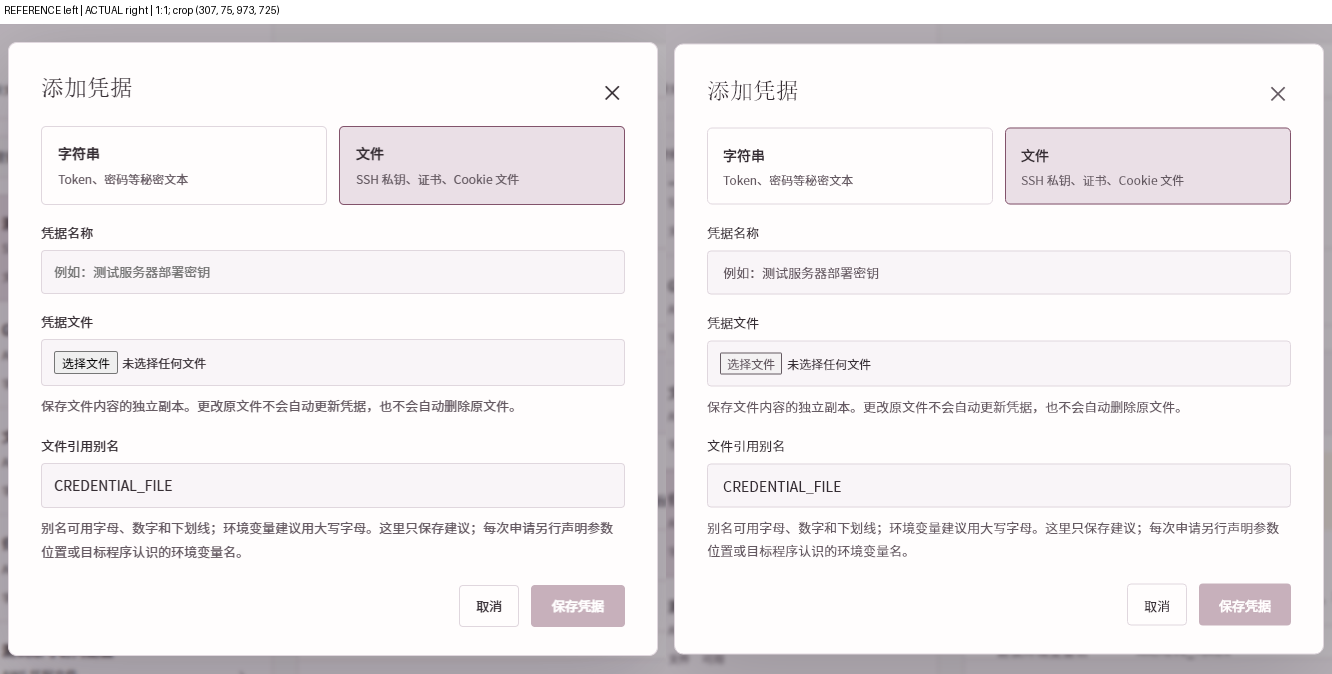 REFERENCE left | ACTUAL right | 1:1; crop (307, 75, 973, 725)
添加凭据
字符串
Token、密码等秘密文本
文件
SSH 私钥、证书、Cookie 文件
凭据名称
例如：测试服务器部署密钥
凭据文件
选择文件 未选择任何文件
保存文件内容的独立副本。更改原文件不会自动更新凭据，也不会自动删除原文件。
文件引用别名
CREDENTIAL_FILE
别名可用字母、数字和下划线；环境变量建议用大写字母。这里只保存建议；每次申请另行声明参数
位置或目标程序认识的环境变量名。
取消
保存凭据
添加凭据
字符串
Token、密码等秘密文本
文件
SSH 私钥、证书、Cookie 文件
凭据名称
例如：测试服务器部署密钥
凭据文件
选择文件 未选择任何文件
保存文件内容的独立副本。更改原文件不会自动更新凭据，也不会自动删除原文件。
文件引用别名
CREDENTIAL_FILE
别名可用字母、数字和下划线；环境变量建议用大写字母。这里只保存建议；每次申请另行声明参数
位置或目标程序认识的环境变量名。
取消
保存凭据